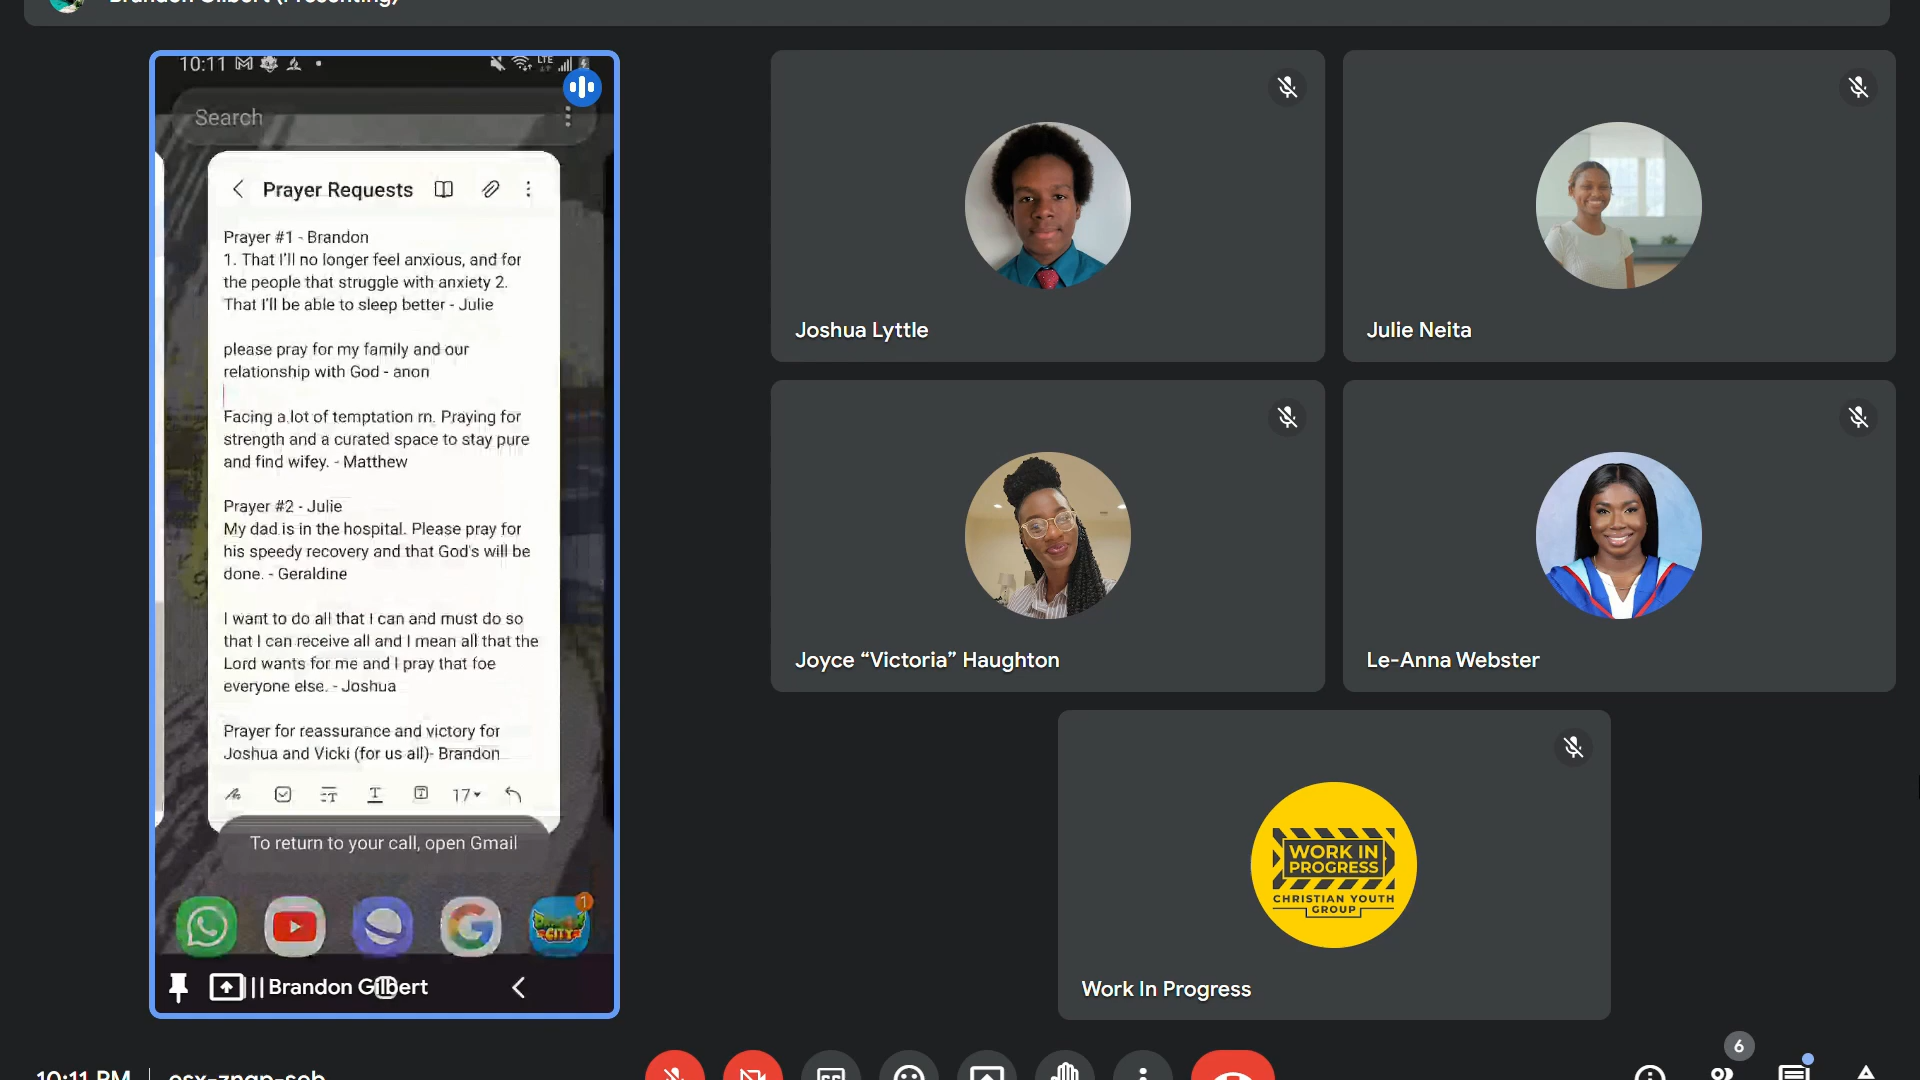 10:11
LTE
Search
Prayer Requests
Prayer #1 - Brandon
1. That I'll no longer feel anxious, and for
the people that struggle with anxiety 2.
That I'll be able to sleep better - Julie
please pray for my family and our
relationship with God - anon
Facing a lot of temptation rn. Praying for
strength and a curated space to stay pure
and find wifey. - Matthew
Prayer #2 - Julie
My dad is in the hospital. Please pray for
his speedy recovery and that God's will be
done. - Geraldine
I want to do all that I can and must do so
that I can receive all and I mean all that the
Lord wants for me and I pray that foe
everyone else. - Joshua
Prayer for reassurance and victory for
Joshua and Vicki (for us all)- Brandon
17
To return to your call, open Gmail
1
DRAGON
CITY
Brandon Gilbert
Joshua Lyttle
Julie Neita
Joyce “Victoria” Haughton
Le-Anna Webster
WORK IN
PROGRESS
CHRISTIAN YOUTH
GROUP
Work In Progress
6
10:11 PM